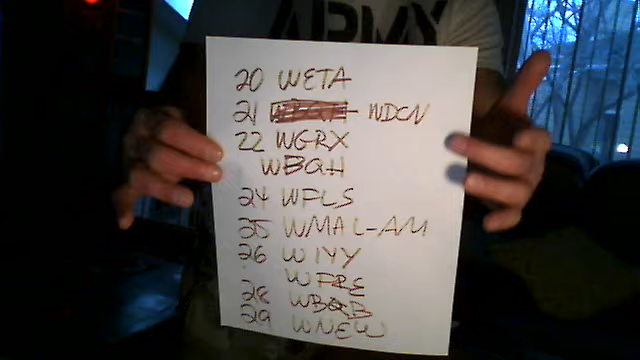 ARMY
20 WETA
21 WDCN
22 WGRX
WBQH
24 WFLS
25 WMAL-AM
26 WIYY
WFRE
28 WBQB
29 WNEW